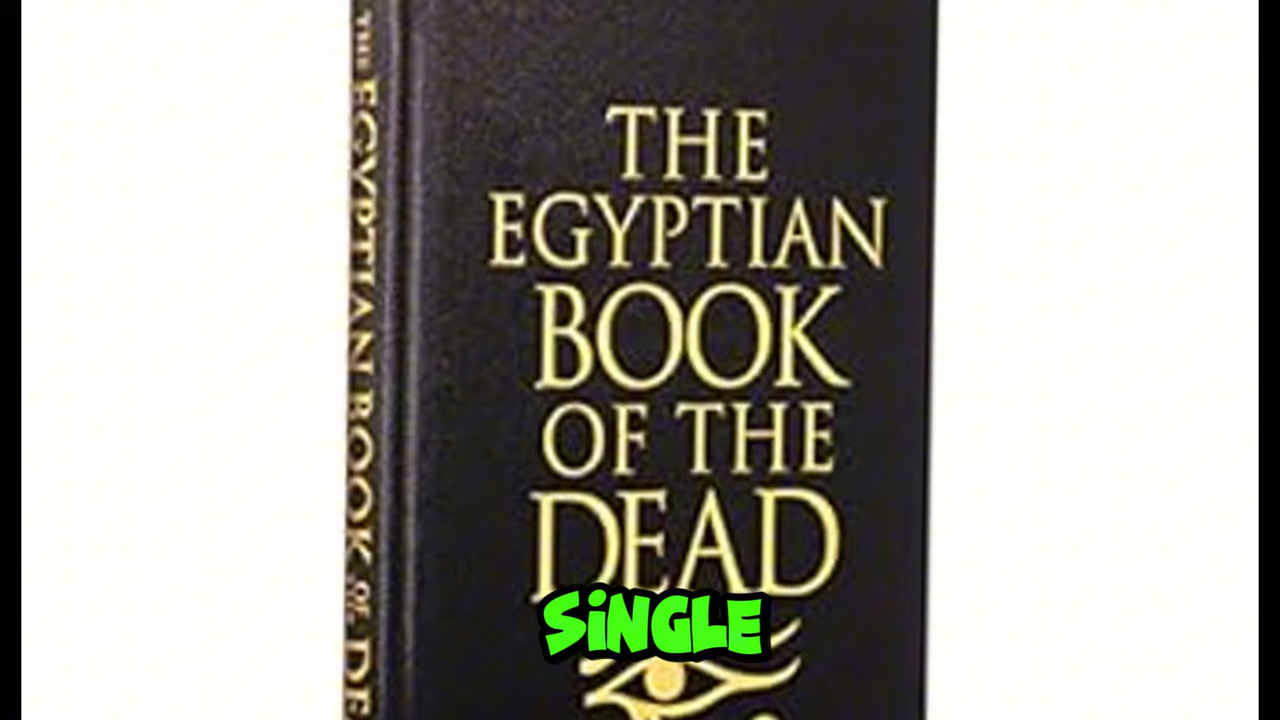 THE EGYPTIAN BOOK OF THE DE
THE
EGYPTIAN
BOOK
OF THE
DEAD
SiNGLE